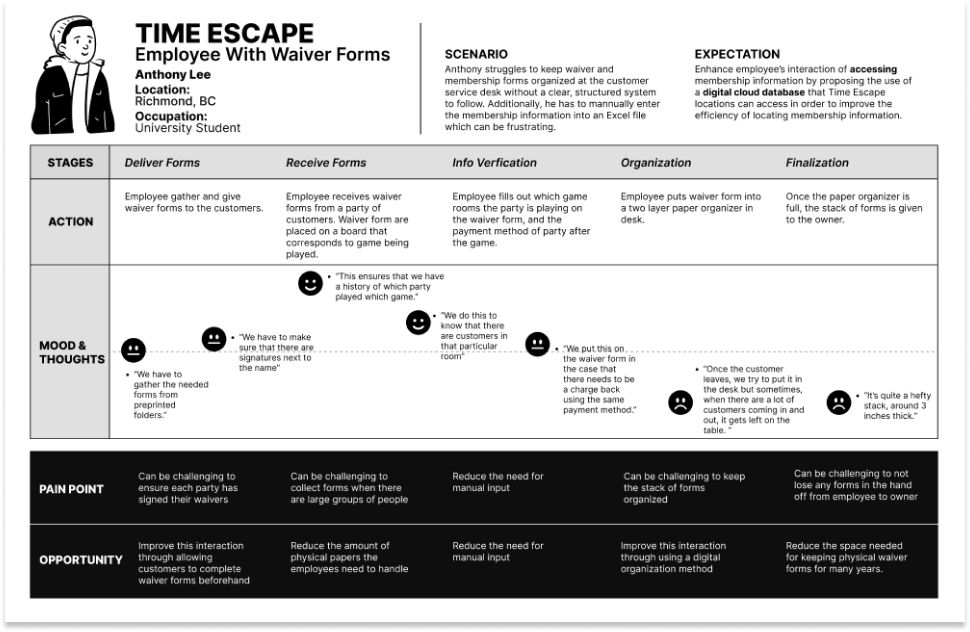 TIME ESCAPE
Employee With Waiver Forms
Anthony Lee
Location:
Richmond, BC
Occupation:
University Student
SCENARIO
Anthony struggles to keep waiver and
membership forms organized at the customer
service desk without a clear, structured system
to follow. Additionally, he has to mannually enter
the membership information into an Excel file
which can be frustrating.
EXPECTATION
Enhance employee's interaction of accessing
membership information by proposing the use of
a digital cloud database that Time Escape
locations can access in order to improve the
efficiency of locating membership information.
STAGES
Deliver Forms
Receive Forms
Info Verfication
Organization
Finalization
ACTION
Employee gather and give
waiver forms to the customers.
Employee receives waiver
forms from a party of
customers. Waiver form are
placed on a board that
corresponds to game being
played.
Employee fills out which game
rooms the party is playing on
the waiver form, and the
payment method of party after
the game.
Employee puts waiver form into
a two layer paper organizer in
desk.
Once the paper organizer is
full, the stack of forms is given
to the owner.
MOOD &
THOUGHTS
• "We have to
gather the needed
forms from
preprinted
folders."
• "We have to make
sure that there are
signatures next to
the name"
• "This ensures that we have
a history of which party
played which game."
• "We do this to
know that there
are customers in
that particular
room"
• "We put this on
the waiver form in
the case that
there needs to be
a charge back
using the same
payment method."
• "Once the customer
leaves, we try to put it in
the desk but sometimes,
when there are a lot of
customers coming in and
out, it gets left on the
table. "
• "It's quite a hefty
stack, around 3
inches thick."
PAIN POINT
Can be challenging to
ensure each party has
signed their waivers
Can be challenging to
collect forms when there
are large groups of people
Reduce the need for
manual input
Can be challenging to keep
the stack of forms
organized
Can be challenging to not
lose any forms in the hand
off from employee to owner
OPPORTUNITY
Improve this interaction
through allowing
customers to complete
waiver forms beforehand
Reduce the amount of
physical papers the
employees need to handle
Reduce the need for
manual input
Improve this interaction
through using a digital
organization method
Reduce the space needed
for keeping physical waiver
forms for many years.